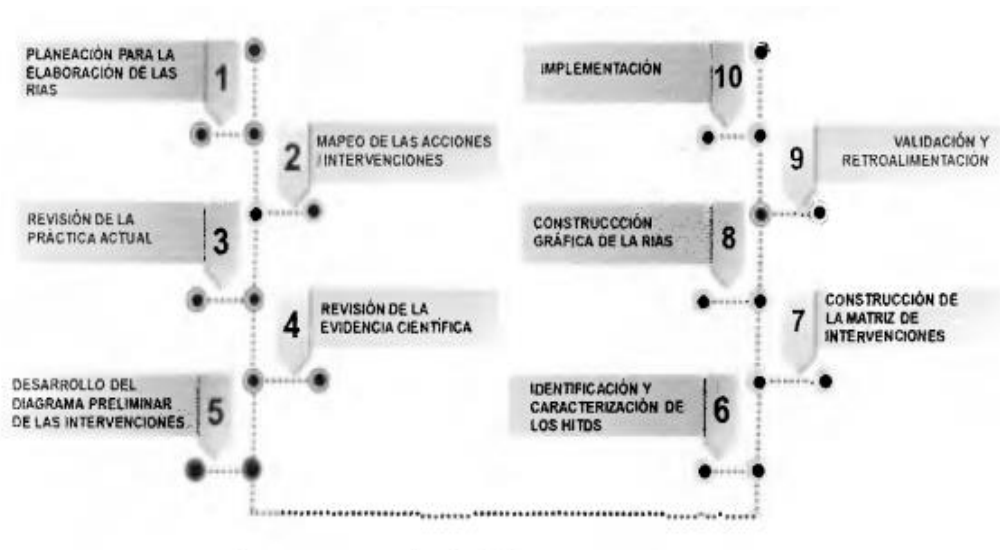 PLANEACIÓN PARA LA
ELABORACIÓN DE LAS
RIAS
1
2
MAPEO DE LAS ACCIONES
/ INTERVENCIONES
REVISIÓN DE LA
PRÁCTICA ACTUAL
3
4
REVISIÓN DE LA
EVIDENCIA CIENTÍFICA
DESARROLLO DEL
DIAGRAMA PRELIMINAR
DE LAS INTERVENCIONES
5
IDENTIFICACIÓN Y
CARACTERIZACIÓN DE
LOS HITDS
6
7
CONSTRUCCIÓN DE
LA MATRIZ DE
INTERVENCIONES
CONSTRUCCCIÓN
GRÁFICA DE LA RIAS
8
9
VALIDACIÓN Y
RETROALIMENTACIÓN
IMPLEMENTACIÓN
10